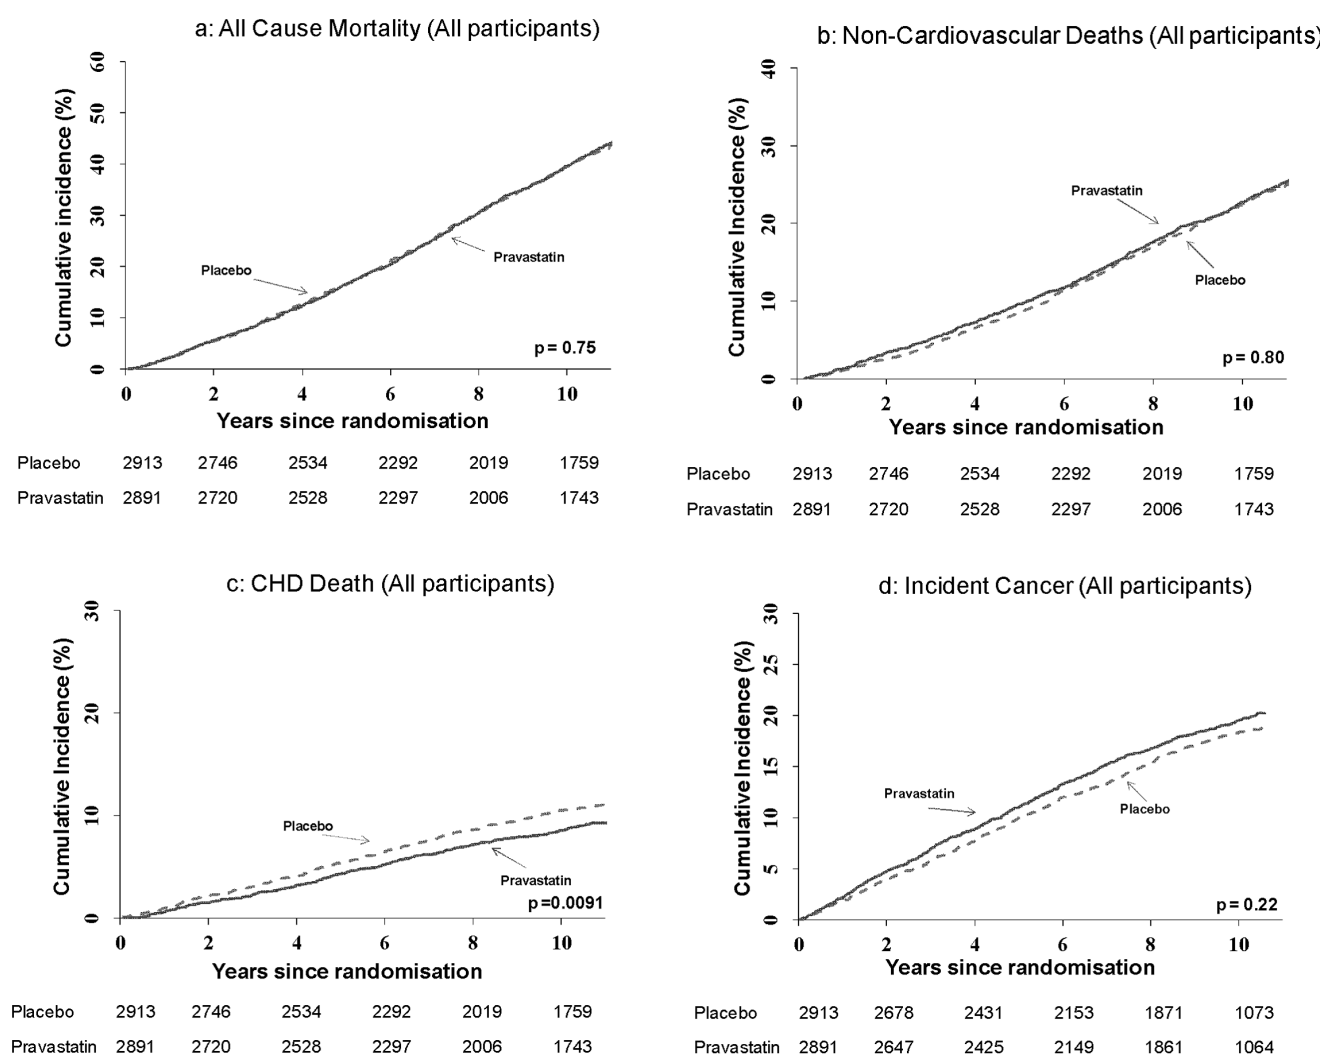 a: All Cause Mortality (All participants)
Cumulative incidence (%)
60
50
40
30
20
10
0
Placebo
Pravastatin
p = 0.75
0 2 4 6 8 10
Years since randomisation
Placebo 2913 2746 2534 2292 2019 1759
Pravastatin 2891 2720 2528 2297 2006 1743
b: Non-Cardiovascular Deaths (All participants)
Cumulative Incidence (%)
40
30
20
10
0
Pravastatin
Placebo
p = 0.80
0 2 4 6 8 10
Years since randomisation
Placebo 2913 2746 2534 2292 2019 1759
Pravastatin 2891 2720 2528 2297 2006 1743
c: CHD Death (All participants)
Cumulative Incidence (%)
30
20
10
0
Placebo
Pravastatin
p =0.0091
0 2 4 6 8 10
Years since randomisation
Placebo 2913 2746 2534 2292 2019 1759
Pravastatin 2891 2720 2528 2297 2006 1743
d: Incident Cancer (All participants)
Cumulative Incidence (%)
30
25
20
15
10
5
0
Pravastatin
Placebo
p = 0.22
0 2 4 6 8 10
Years since randomisation
Placebo 2913 2678 2431 2153 1871 1073
Pravastatin 2891 2647 2425 2149 1861 1064